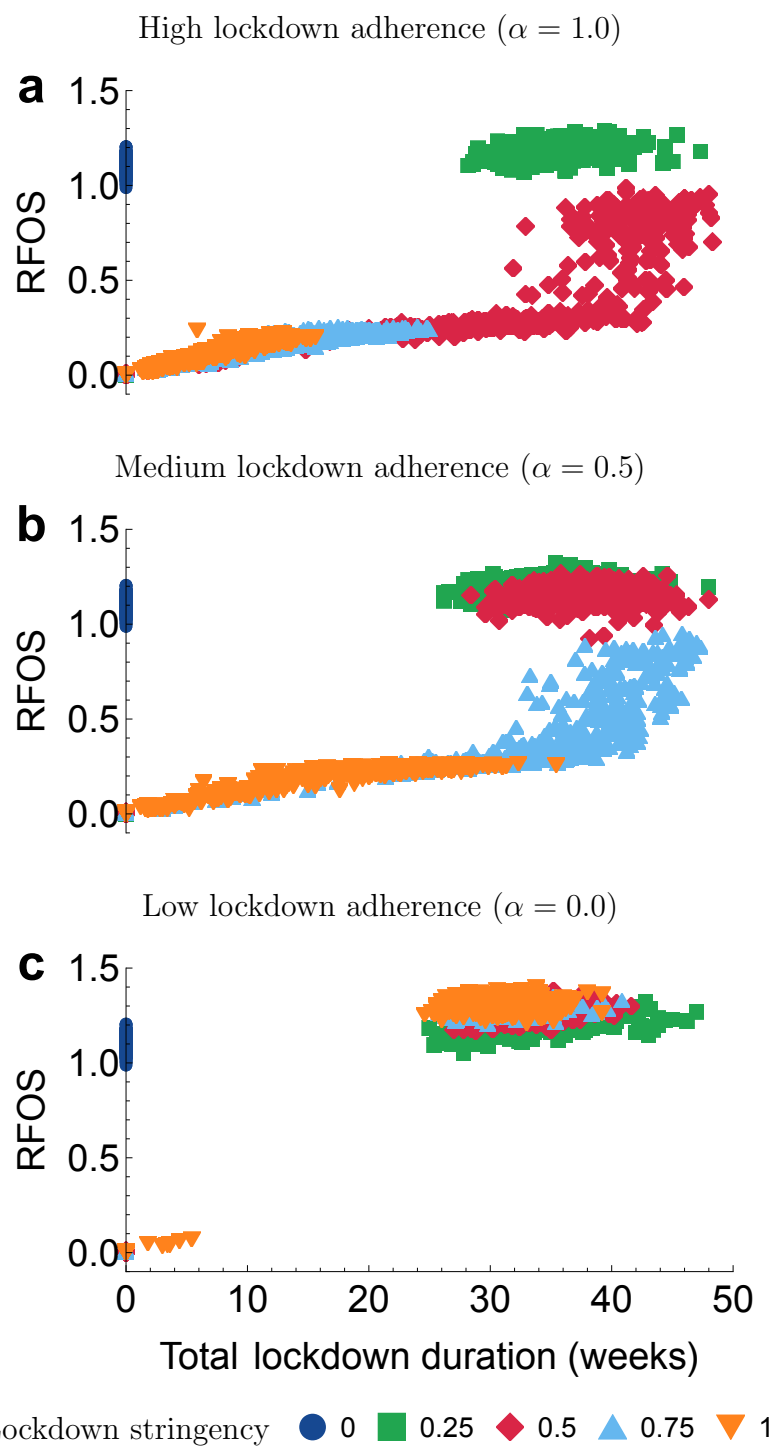 High lockdown adherence (α = 1.0)
a
1.5
1.0
0.5
0.0
RFOS
Medium lockdown adherence (α = 0.5)
b
1.5
1.0
0.5
0.0
RFOS
Low lockdown adherence (α = 0.0)
c
1.5
1.0
0.5
0.0
RFOS
0 10 20 30 40 50
Total lockdown duration (weeks)
ockdown stringency 0 0.25 0.5 0.75 1